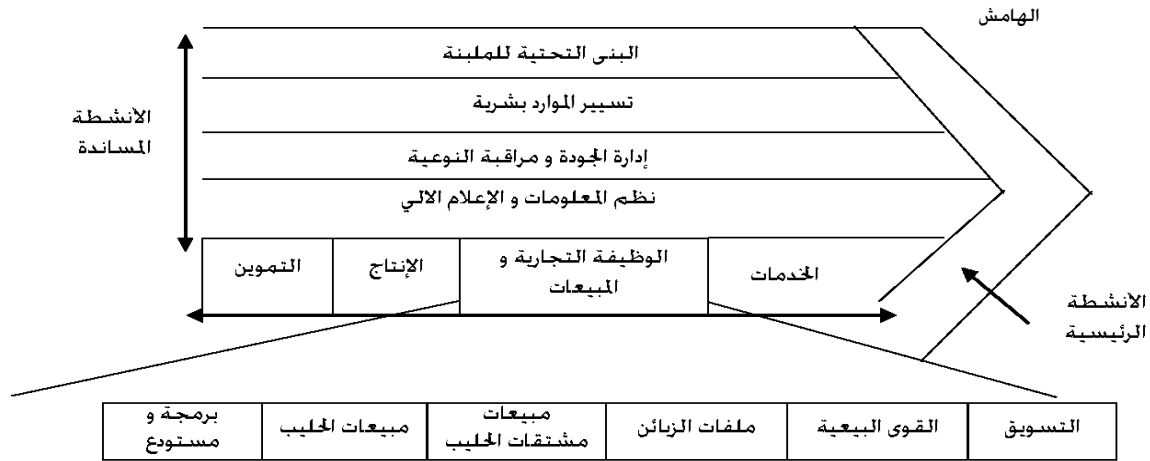 الهامش
البنى التحتية للملبنة
تسيير الموارد بشرية
إدارة الجودة و مراقبة النوعية
نظم المعلومات و الإعلام الالي
الأنشطة
المساندة
الخدمات
الوظيفة التجارية و
المبيعات
الإنتاج
التموين
الأنشطة
الرئيسية
التسويق
القوى البيعية
ملفات الزبائن
مبيعات
مشتقات الحليب
مبيعات الحليب
برمجة و
مستودع